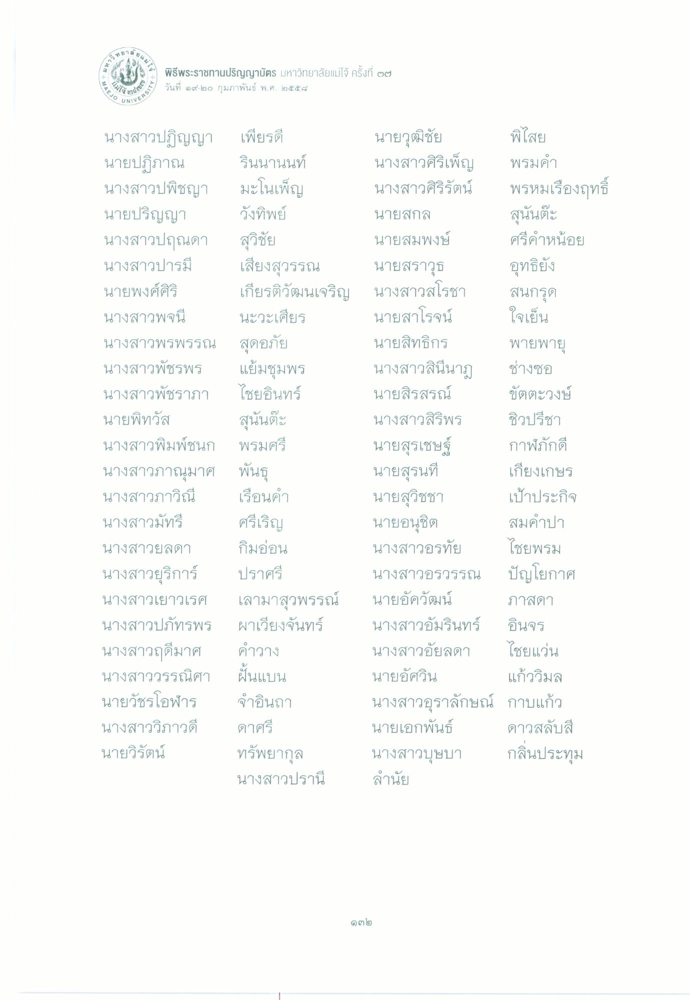 มหาวิทยาลัยแม่โจ้
แม่โจ้ ๒๔๗๗
MAEJO UNIVERSITY
พิธีพระราชทานปริญญาบัตร มหาวิทยาลัยแม่โจ้ ครั้งที่ ๓๗
วันที่ ๑๙-๒๐ กุมภาพันธ์ พ.ศ. ๒๕๕๘
นางสาวปฏิญญา เพียรดี นายวุฒิชัย พิไสย
นายปฏิภาณ รินนานนท์ นางสาวศิริเพ็ญ พรมคำ
นางสาวปพิชญา มะโนเพ็ญ นางสาวศิริรัตน์ พรหมเรืองฤทธิ์
นายปริญญา วังทิพย์ นายสกล สุนันต๊ะ
นางสาวปฤณดา สุวิชัย นายสมพงษ์ ศรีคำหน้อย
นางสาวปารมี เสียงสุวรรณ นายสราวุธ อุทธิยัง
นายพงศ์ศิริ เกียรติวัฒนเจริญ นางสาวสโรชา สนกรุด
นางสาวพจนี นะวะเศียร นายสาโรจน์ ใจเย็น
นางสาวพรพรรณ สุดอภัย นายสิทธิกร พายพายุ
นางสาวพัชรพร แย้มชุมพร นางสาวสินีนาฎ ช่างซอ
นางสาวพัชราภา ไชยอินทร์ นายสิรสรณ์ ขัตตะวงษ์
นายพิทวัส สุนันต๊ะ นางสาวสิริพร ชิวปรีชา
นางสาวพิมพ์ชนก พรมศรี นายสุรเชษฐ์ กาฬภักดี
นางสาวภาณุมาศ พันธุ นายสุรนที เกียงเกษร
นางสาวภาวิณี เรือนคำ นายสุวิชชา เป้าประกิจ
นางสาวมัทรี ศรีเริญ นายอนุชิต สมคำปา
นางสาวยลดา กิมอ่อน นางสาวอรทัย ไชยพรม
นางสาวยุริการ์ ปราศรี นางสาวอรวรรณ ปัญโยกาศ
นางสาวเยาวเรศ เลามาสุวพรรณ์ นายอัควัฒน์ ภาสดา
นางสาวปภัทรพร ผาเวียงจันทร์ นางสาวอัมรินทร์ อินจร
นางสาวฤดีมาศ คำวาง นางสาวอัยลดา ไชยแว่น
นางสาววรรณิศา ฝั้นแบน นายอัศวิน แก้ววิมล
นายวัชรโอฬาร จำอินถา นางสาวอุราลักษณ์ กาบแก้ว
นางสาววิภาวดี ดาศรี นายเอกพันธ์ ดาวสลับสี
นายวิรัตน์ ทรัพยากุล นางสาวบุษบา กลิ่นประทุม
นางสาวปรานี ลำนัย
๑๓๒